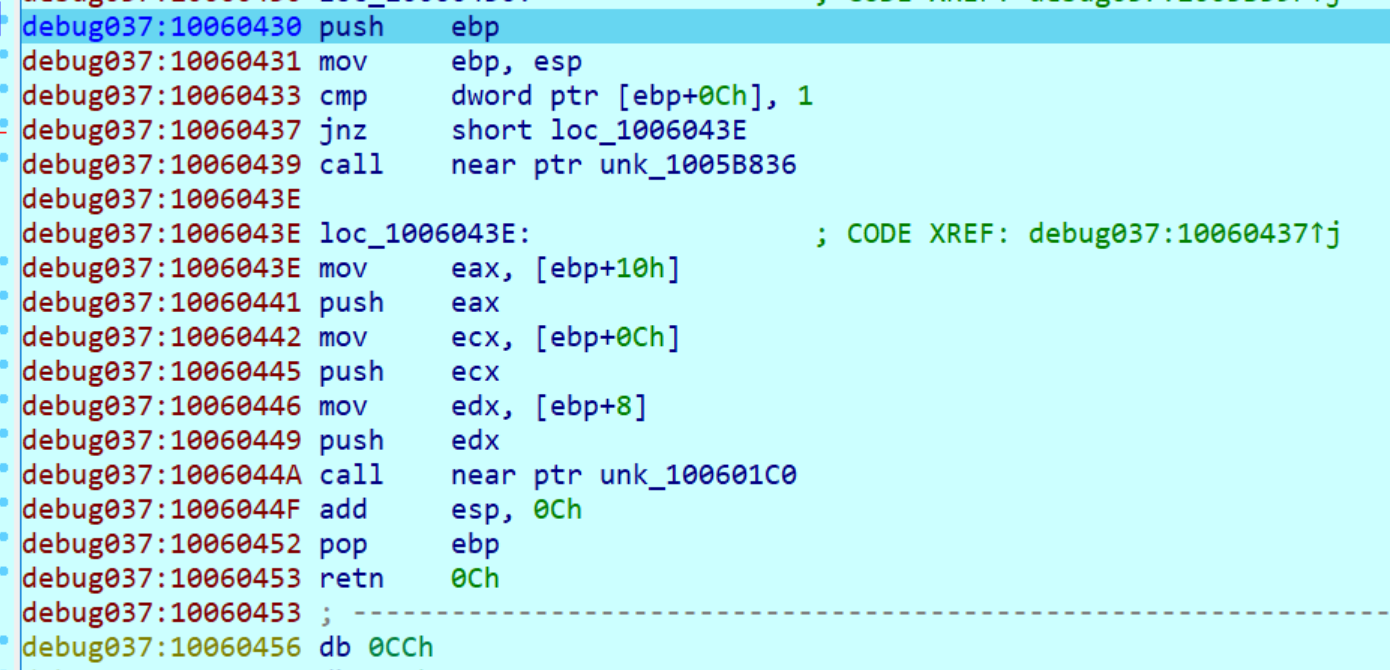 debug037:10060430 push    ebp
debug037:10060431 mov     ebp, esp
debug037:10060433 cmp     dword ptr [ebp+0Ch], 1
debug037:10060437 jnz     short loc_1006043E
debug037:10060439 call    near ptr unk_1005B836
debug037:1006043E
debug037:1006043E loc_1006043E:                 ; CODE XREF: debug037:10060437↑j
debug037:1006043E mov     eax, [ebp+10h]
debug037:10060441 push    eax
debug037:10060442 mov     ecx, [ebp+0Ch]
debug037:10060445 push    ecx
debug037:10060446 mov     edx, [ebp+8]
debug037:10060449 push    edx
debug037:1006044A call    near ptr unk_100601C0
debug037:1006044F add     esp, 0Ch
debug037:10060452 pop     ebp
debug037:10060453 retn    0Ch
debug037:10060453 ; ---------------------------------------------------------------
debug037:10060456 db 0CCh